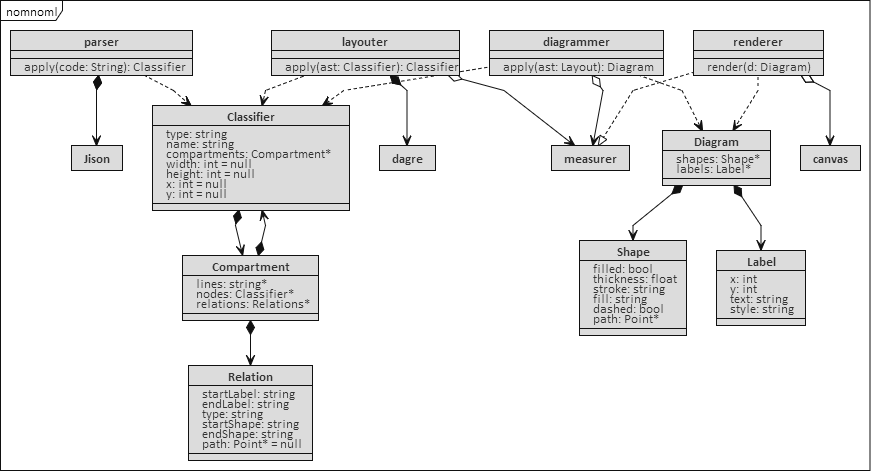 nomnoml
parser
apply(code: String): Classifier
layouter
apply(ast: Classifier): Classifier
diagrammer
apply(ast: Layout): Diagram
renderer
render(d: Diagram)
Classifier
type: string
name: string
compartments: Compartment*
width: int = null
height: int = null
x: int = null
y: int = null
Jison
dagre
measurer
Diagram
shapes: Shape*
labels: Label*
canvas
Compartment
lines: string*
nodes: Classifier*
relations: Relations*
Shape
filled: bool
thickness: float
stroke: string
fill: string
dashed: bool
path: Point*
Label
x: int
y: int
text: string
style: string
Relation
startLabel: string
endLabel: string
type: string
startShape: string
endShape: string
path: Point* = null